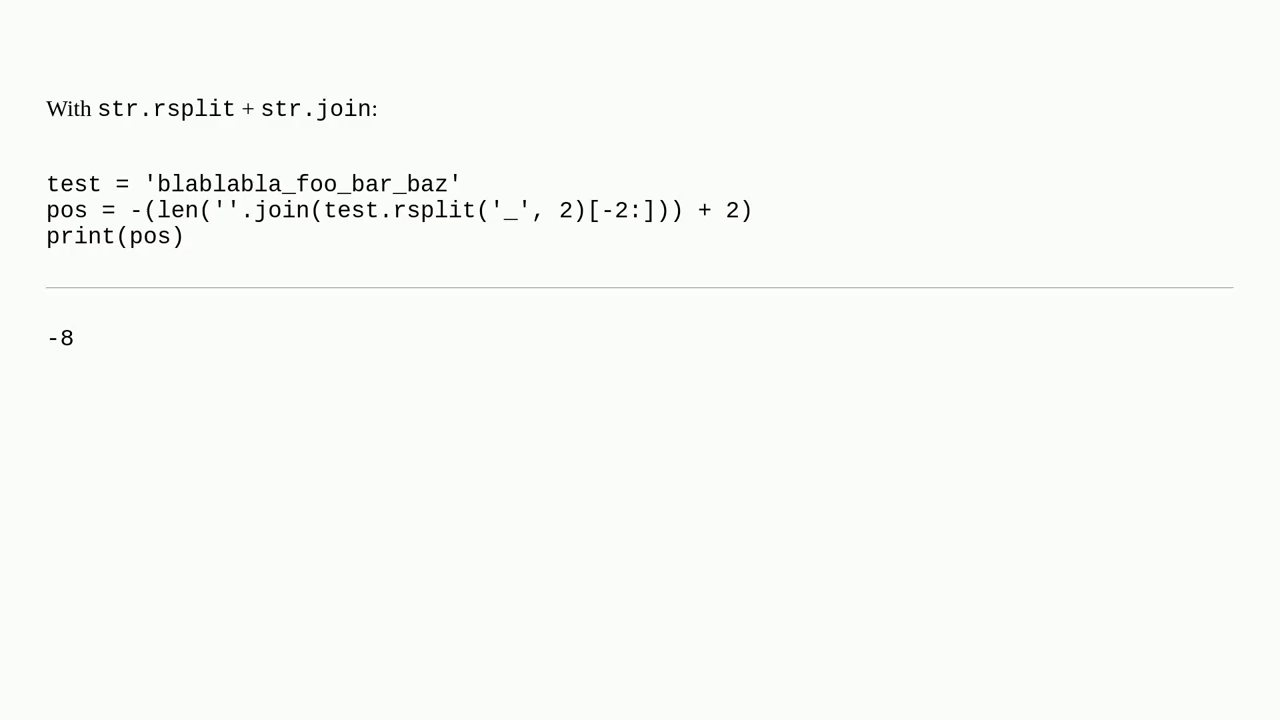 With str.rsplit + str.join:
test = 'blablabla_foo_bar_baz'
pos = -(len(''.join(test.rsplit('_', 2)[-2:])) + 2)
print(pos)
-8